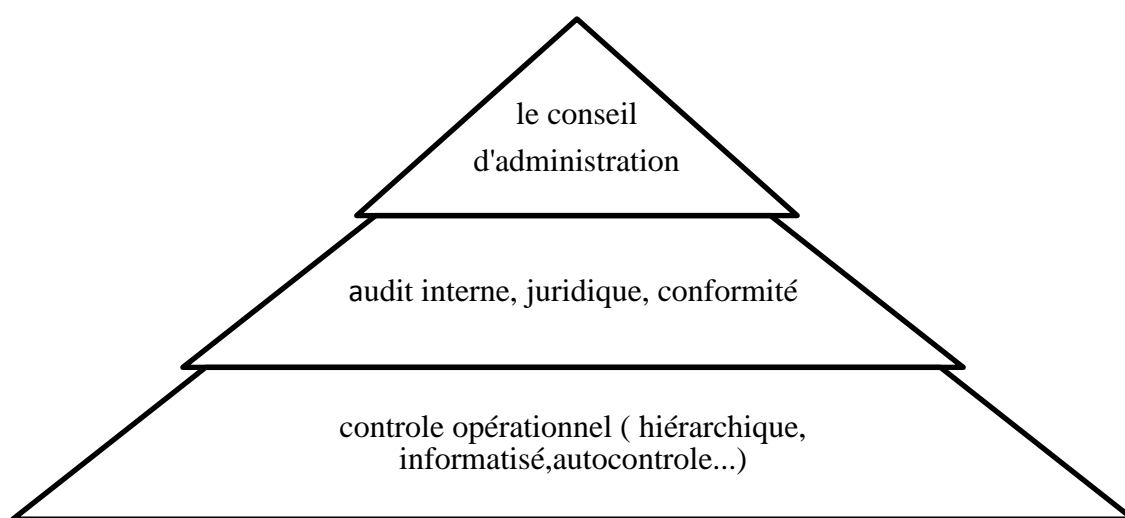 le conseil
d'administration
audit interne, juridique, conformité
controle opérationnel ( hiérarchique,
informatisé,autocontrole...)